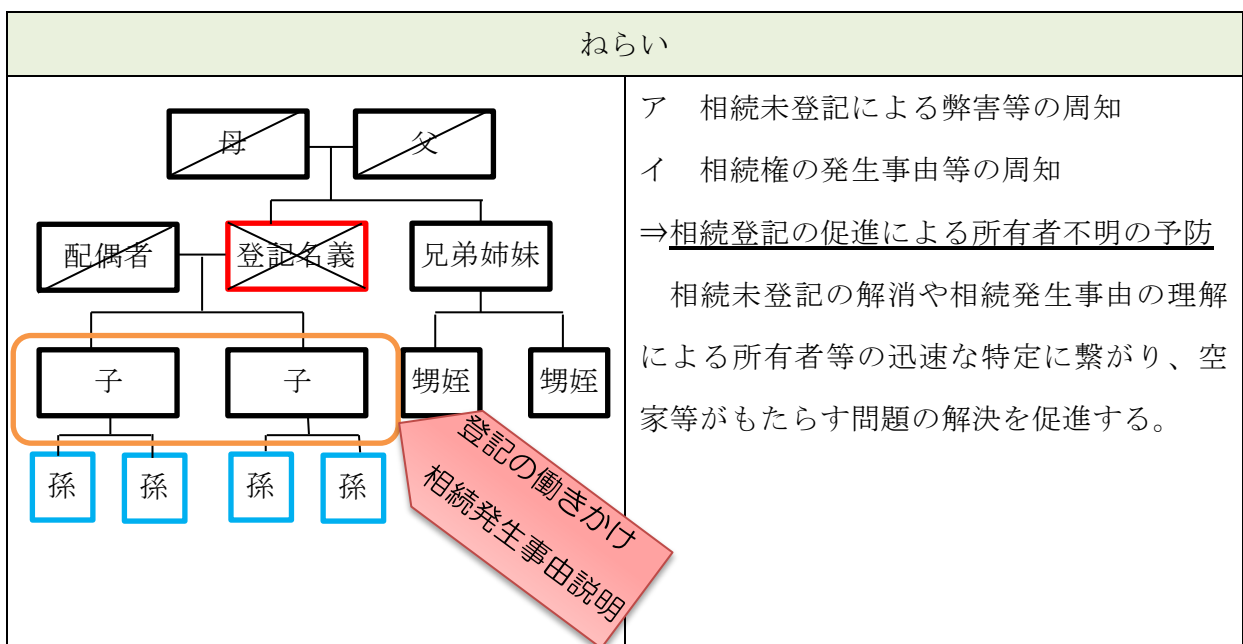 ねらい
母
父
配偶者
登記名義
兄弟姉妹
子
子
甥姪
甥姪
孫
孫
孫
孫
登記の働きかけ
相続発生事由説明
ア　相続未登記による弊害等の周知
イ　相続権の発生事由等の周知
⇒相続登記の促進による所有者不明の予防
　相続未登記の解消や相続発生事由の理解
による所有者等の迅速な特定に繋がり、空
家等がもたらす問題の解決を促進する。